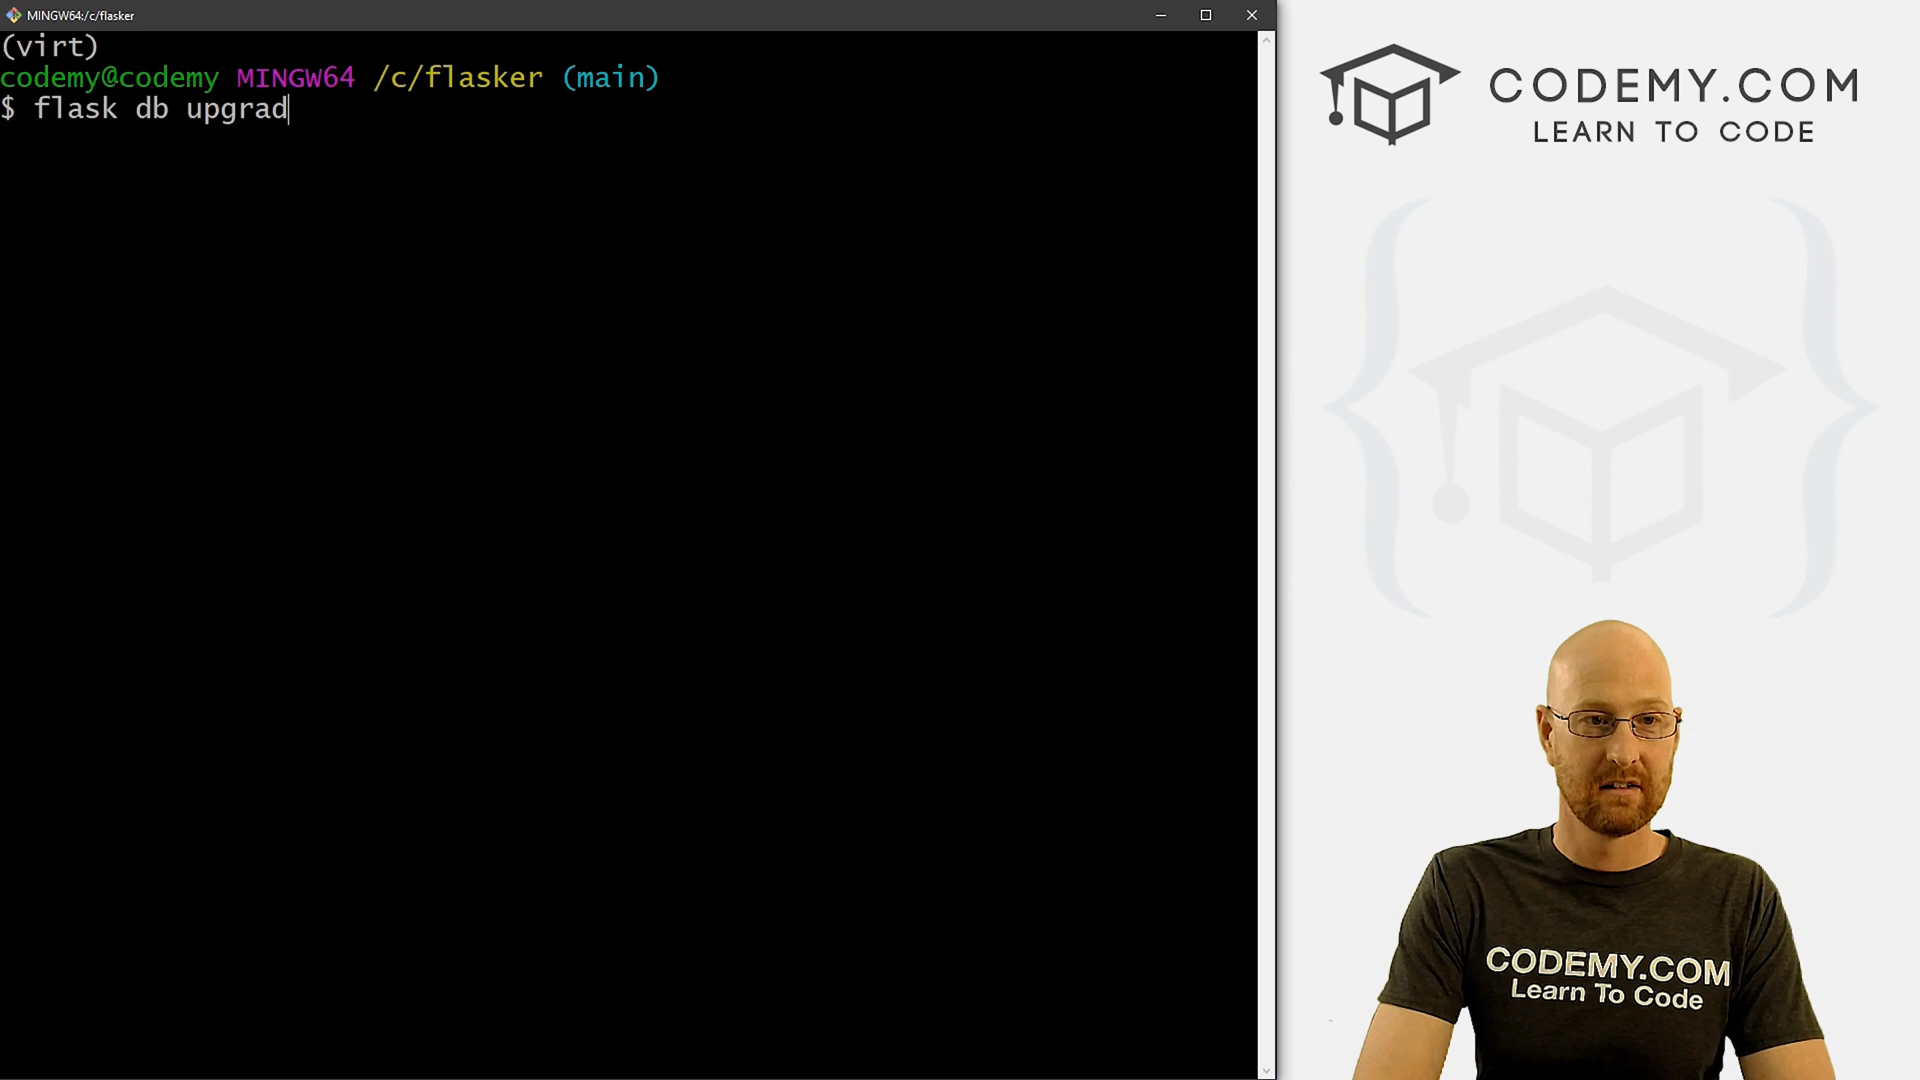 MINGW64:/c/flasker
(virt)
codemy@codemy MINGW64 /c/flasker (main)
$ flask db upgrad
CODEMY.COM
LEARN TO CODE
CODEMY.COM
Learn To Code